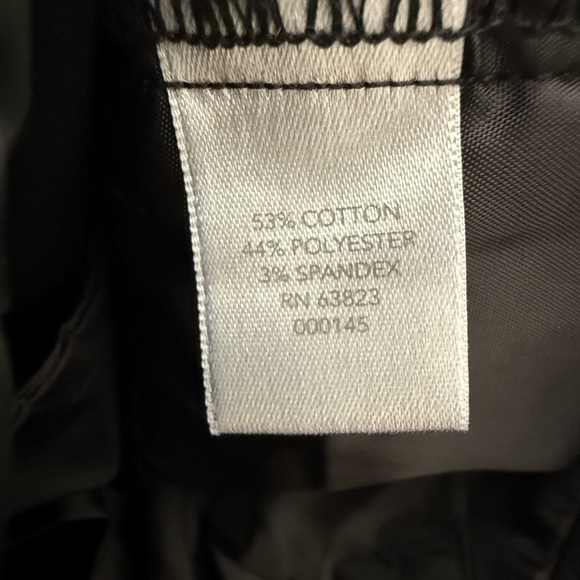 53% COTTON
44% POLYESTER
3% SPANDEX
RN 63823
000145